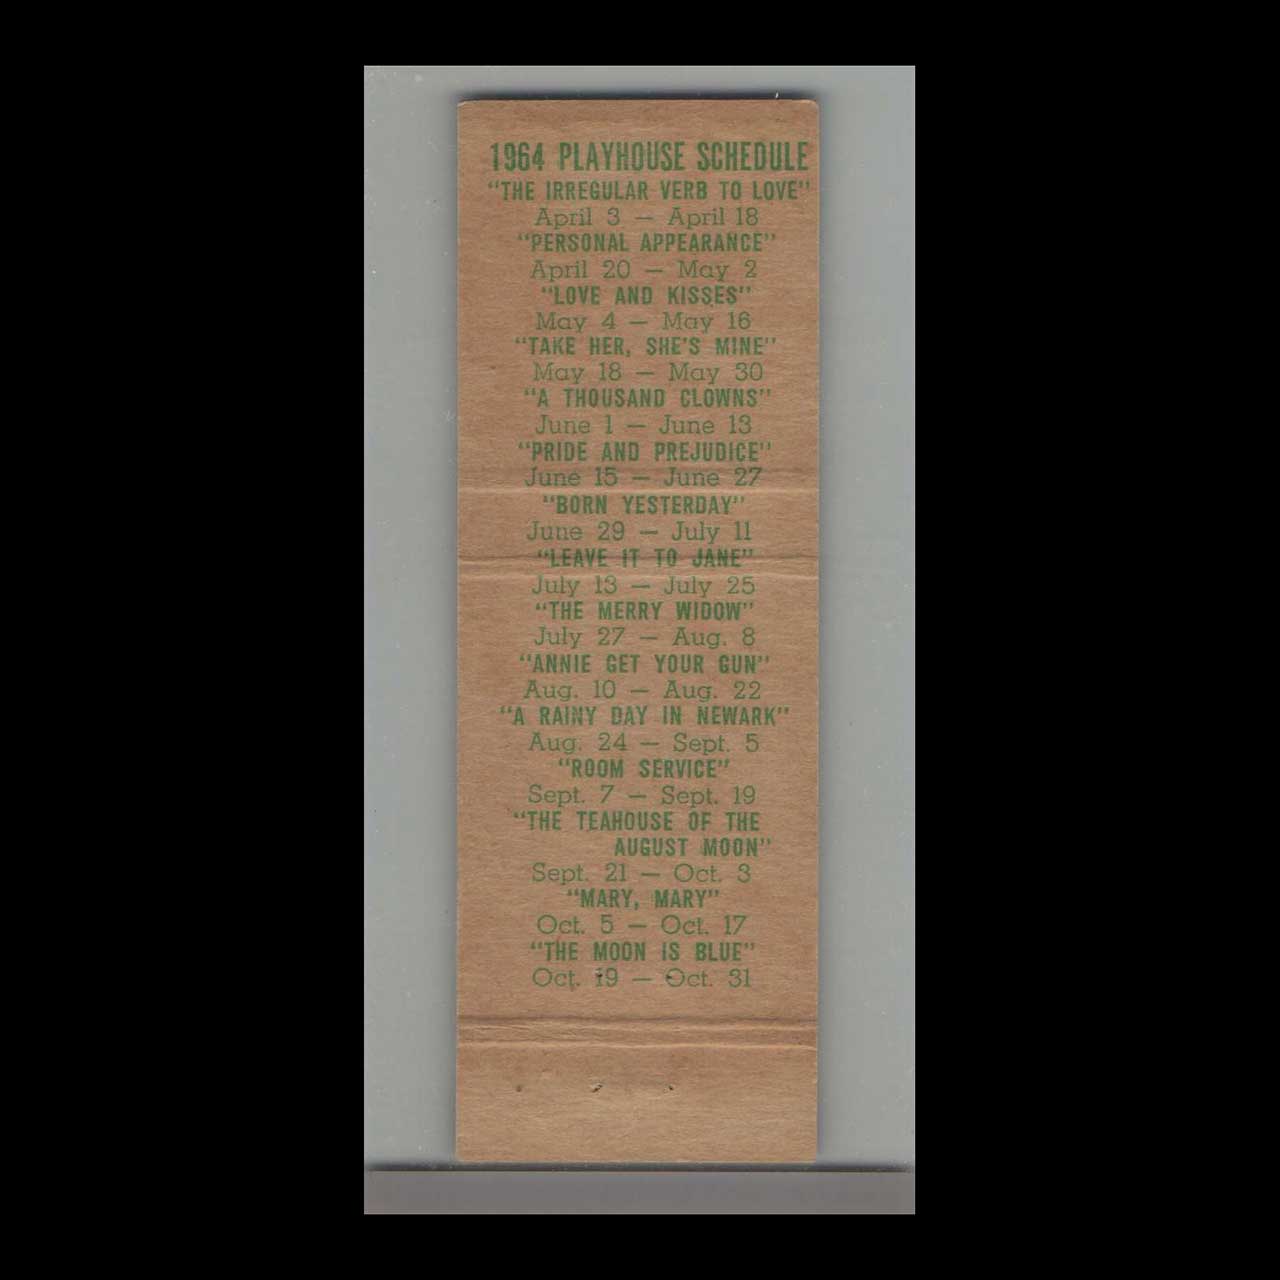 1964 PLAYHOUSE SCHEDULE
"THE IRREGULAR VERB TO LOVE"
April 3 — April 18
"PERSONAL APPEARANCE"
April 20 — May 2
"LOVE AND KISSES"
May 4 — May 16
"TAKE HER, SHE'S MINE"
May 18 — May 30
"A THOUSAND CLOWNS"
June 1 — June 13
"PRIDE AND PREJUDICE"
June 15 — June 27
"BORN YESTERDAY"
June 29 — July 11
"LEAVE IT TO JANE"
July 13 — July 25
"THE MERRY WIDOW"
July 27 — Aug. 8
"ANNIE GET YOUR GUN"
Aug. 10 — Aug. 22
"A RAINY DAY IN NEWARK"
Aug. 24 — Sept. 5
"ROOM SERVICE"
Sept. 7 — Sept. 19
"THE TEAHOUSE OF THE
AUGUST MOON"
Sept. 21 — Oct. 3
"MARY, MARY"
Oct. 5 — Oct. 17
"THE MOON IS BLUE"
Oct. 19 — Oct. 31